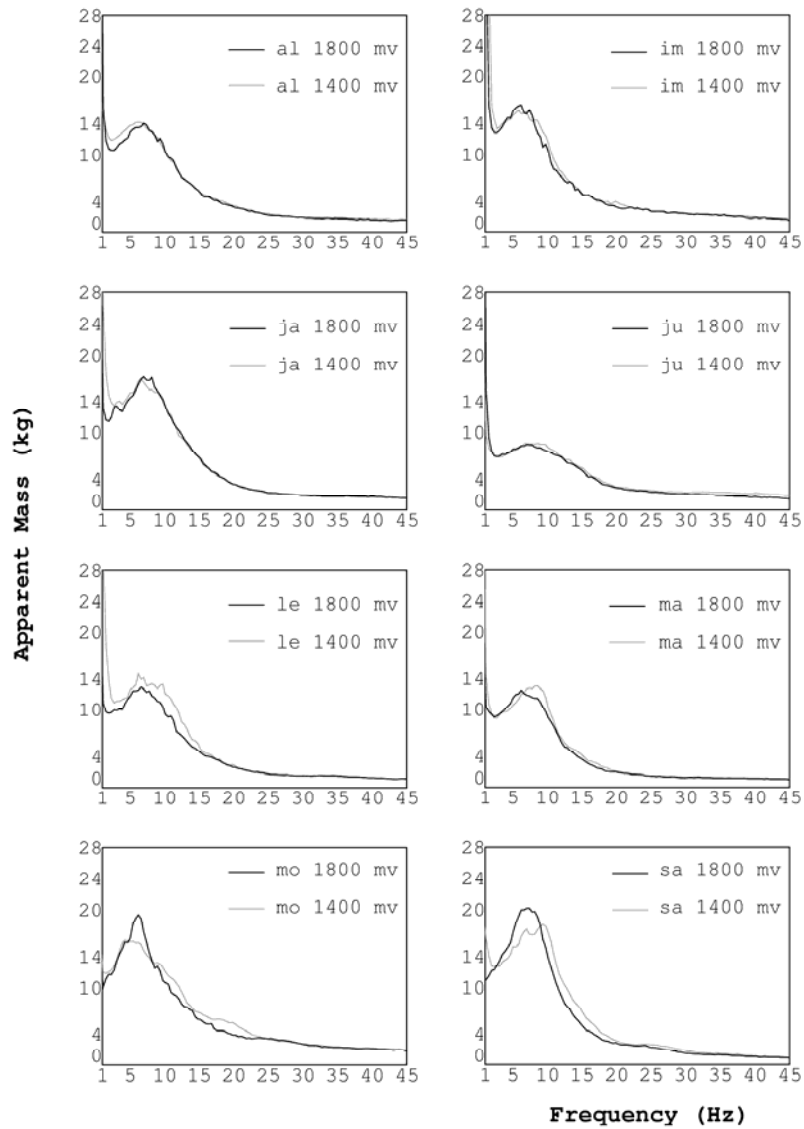 28
24
20
14
10
4
0
al 1800 mv
al 1400 mv
1 5 10 15 20 25 30 35 40 45
28
24
20
14
10
4
0
im 1800 mv
im 1400 mv
1 5 10 15 20 25 30 35 40 45
28
24
20
14
10
4
0
ja 1800 mv
ja 1400 mv
1 5 10 15 20 25 30 35 40 45
28
24
20
14
10
4
0
ju 1800 mv
ju 1400 mv
1 5 10 15 20 25 30 35 40 45
Apparent Mass (kg)
28
24
20
14
10
4
0
le 1800 mv
le 1400 mv
1 5 10 15 20 25 30 35 40 45
28
24
20
14
10
4
0
ma 1800 mv
ma 1400 mv
1 5 10 15 20 25 30 35 40 45
28
24
20
14
10
4
0
mo 1800 mv
mo 1400 mv
1 5 10 15 20 25 30 35 40 45
28
24
20
14
10
4
0
sa 1800 mv
sa 1400 mv
1 5 10 15 20 25 30 35 40 45
Frequency (Hz)